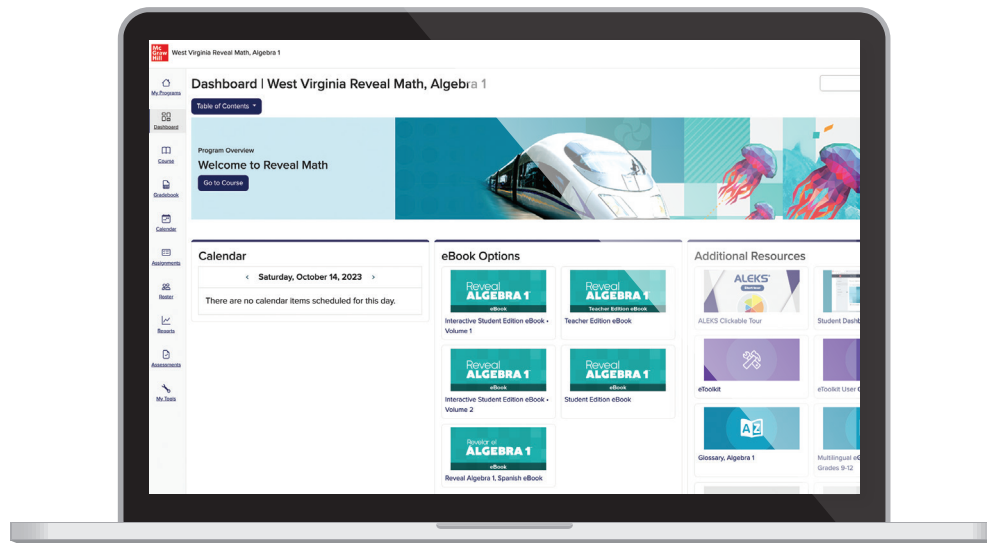 Mc
Graw
Hill
West Virginia Reveal Math, Algebra 1
My Programs
Dashboard
Course
Gradebook
Calendar
Assignments
Roster
Reports
Assessments
My Tools
Dashboard | West Virginia Reveal Math, Algebra 1
Table of Contents
Program Overview
Welcome to Reveal Math
Go to Course
Calendar
‹ Saturday, October 14, 2023 ›
There are no calendar items scheduled for this day.
eBook Options
Reveal
ALGEBRA 1
eBook
Interactive Student Edition eBook •
Volume 1
Reveal
ALGEBRA 1
Teacher Edition eBook
Teacher Edition eBook
Reveal
ALGEBRA 1
eBook
Interactive Student Edition eBook •
Volume 2
Reveal
ALGEBRA 1
eBook
Student Edition eBook
Revelar el
ÁLGEBRA 1
eBook
Reveal Algebra 1, Spanish eBook
Additional Resources
ALEKS
Start tour
ALEKS Clickable Tour
Student Dashb
eToolkit
eToolkit User
AZ
Glossary, Algebra 1
Multilingual
Grades 9-12